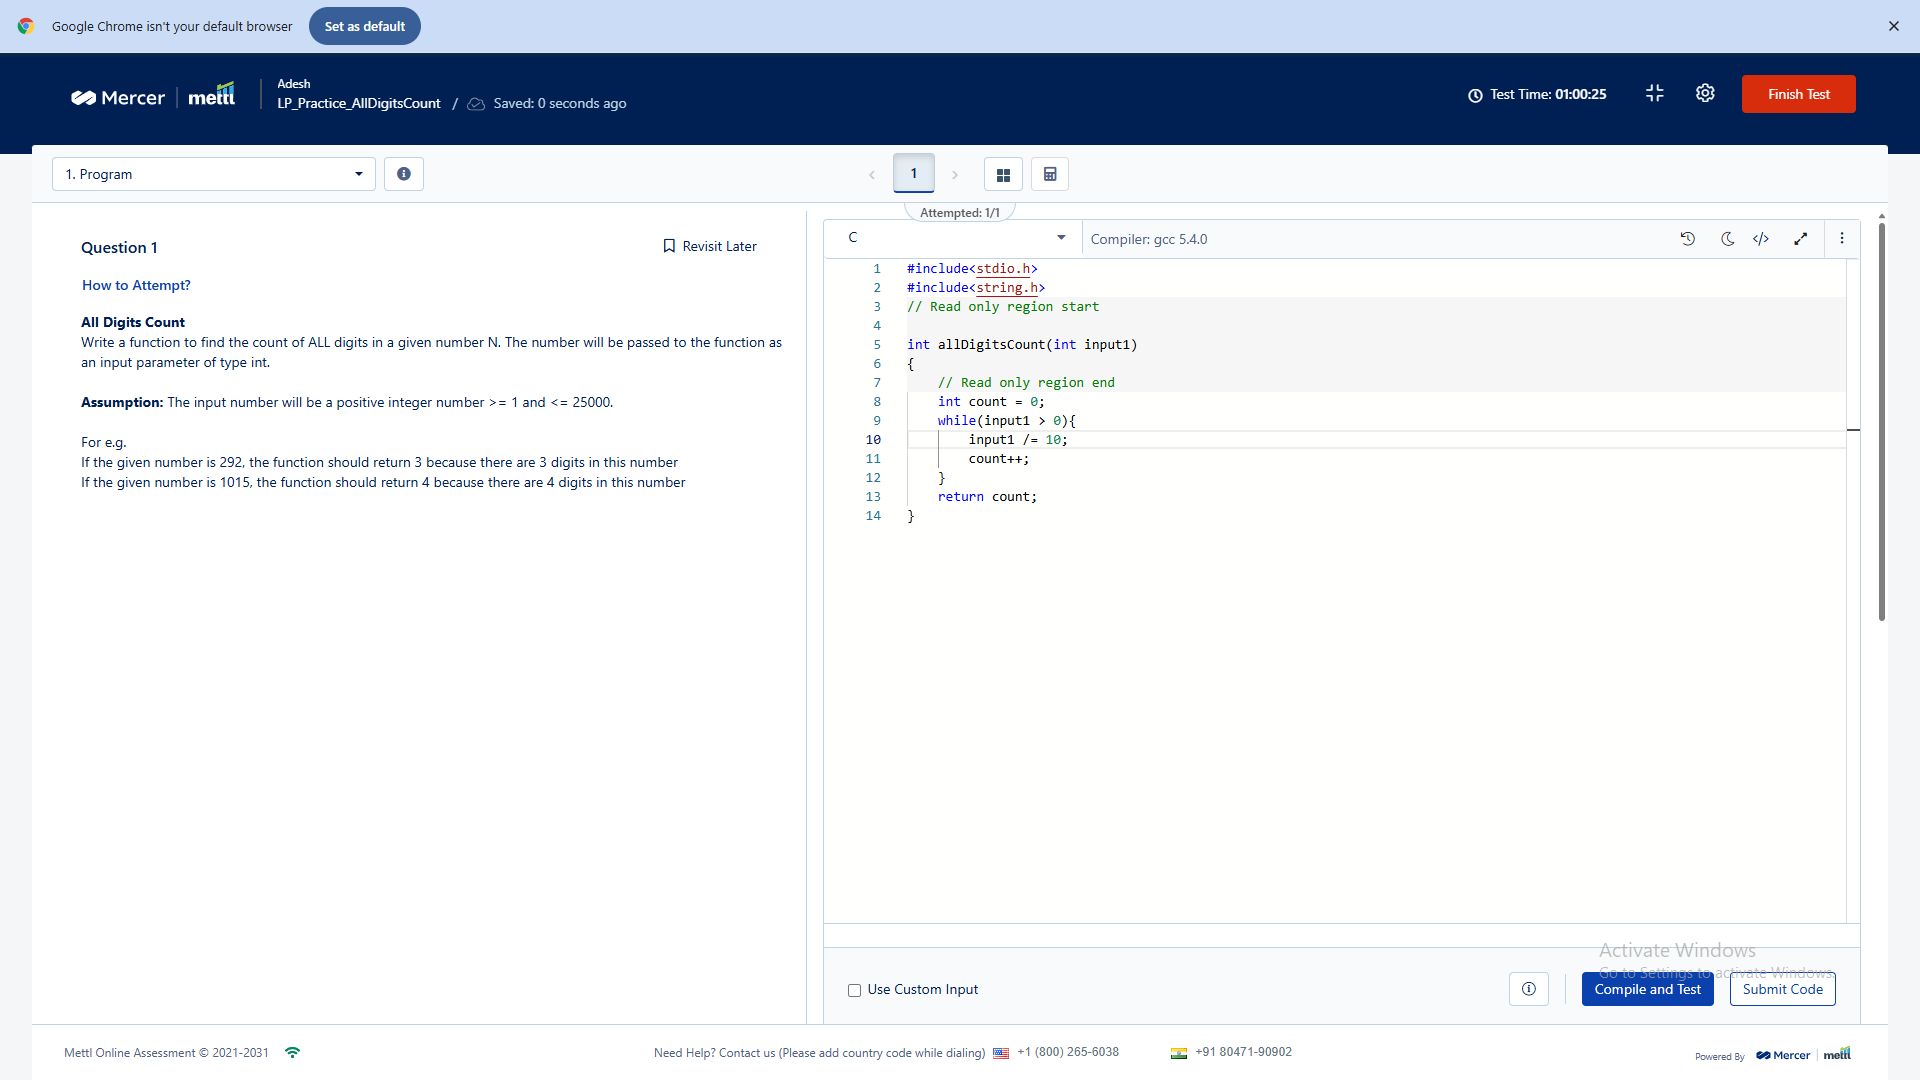 Google Chrome isn't your default browser
Set as default
Mercer | mettl
Adesh
LP_Practice_AllDigitsCount / Saved: 0 seconds ago
Test Time: 01:00:25
Finish Test
1. Program
1
Attempted: 1/1
Question 1
Revisit Later
How to Attempt?
All Digits Count
Write a function to find the count of ALL digits in a given number N. The number will be passed to the function as
an input parameter of type int.
Assumption: The input number will be a positive integer number >= 1 and <= 25000.
For e.g.
If the given number is 292, the function should return 3 because there are 3 digits in this number
If the given number is 1015, the function should return 4 because there are 4 digits in this number
C
Compiler: gcc 5.4.0
1 #include<stdio.h>
2 #include<string.h>
3 // Read only region start
4
5 int allDigitsCount(int input1)
6 {
7     // Read only region end
8     int count = 0;
9     while(input1 > 0){
10         input1 /= 10;
11         count++;
12     }
13     return count;
14 }
Activate Windows
Go to Settings to activate Windows.
Use Custom Input
Compile and Test
Submit Code
Mettl Online Assessment © 2021-2031
Need Help? Contact us (Please add country code while dialing) +1 (800) 265-6038 +91 80471-90902
Powered By Mercer | mettl